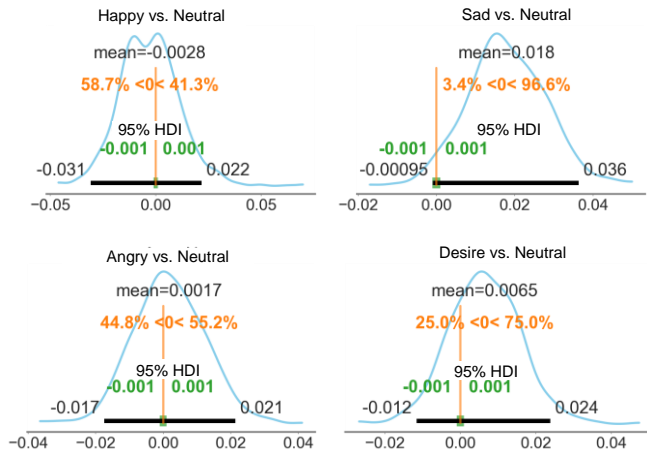 Happy vs. Neutral
mean=-0.0028
58.7% <0< 41.3%
95% HDI
-0.001 0.001
-0.031 0.022
−0.05 0.00 0.05
Sad vs. Neutral
mean=0.018
3.4% <0< 96.6%
95% HDI
-0.001 0.001
-0.00095 0.036
−0.02 0.00 0.02 0.04
Angry vs. Neutral
mean=0.0017
44.8% <0< 55.2%
95% HDI
-0.001 0.001
-0.017 0.021
−0.04 −0.02 0.00 0.02 0.04
Desire vs. Neutral
mean=0.0065
25.0% <0< 75.0%
95% HDI
-0.001 0.001
-0.012 0.024
−0.02 0.00 0.02 0.04